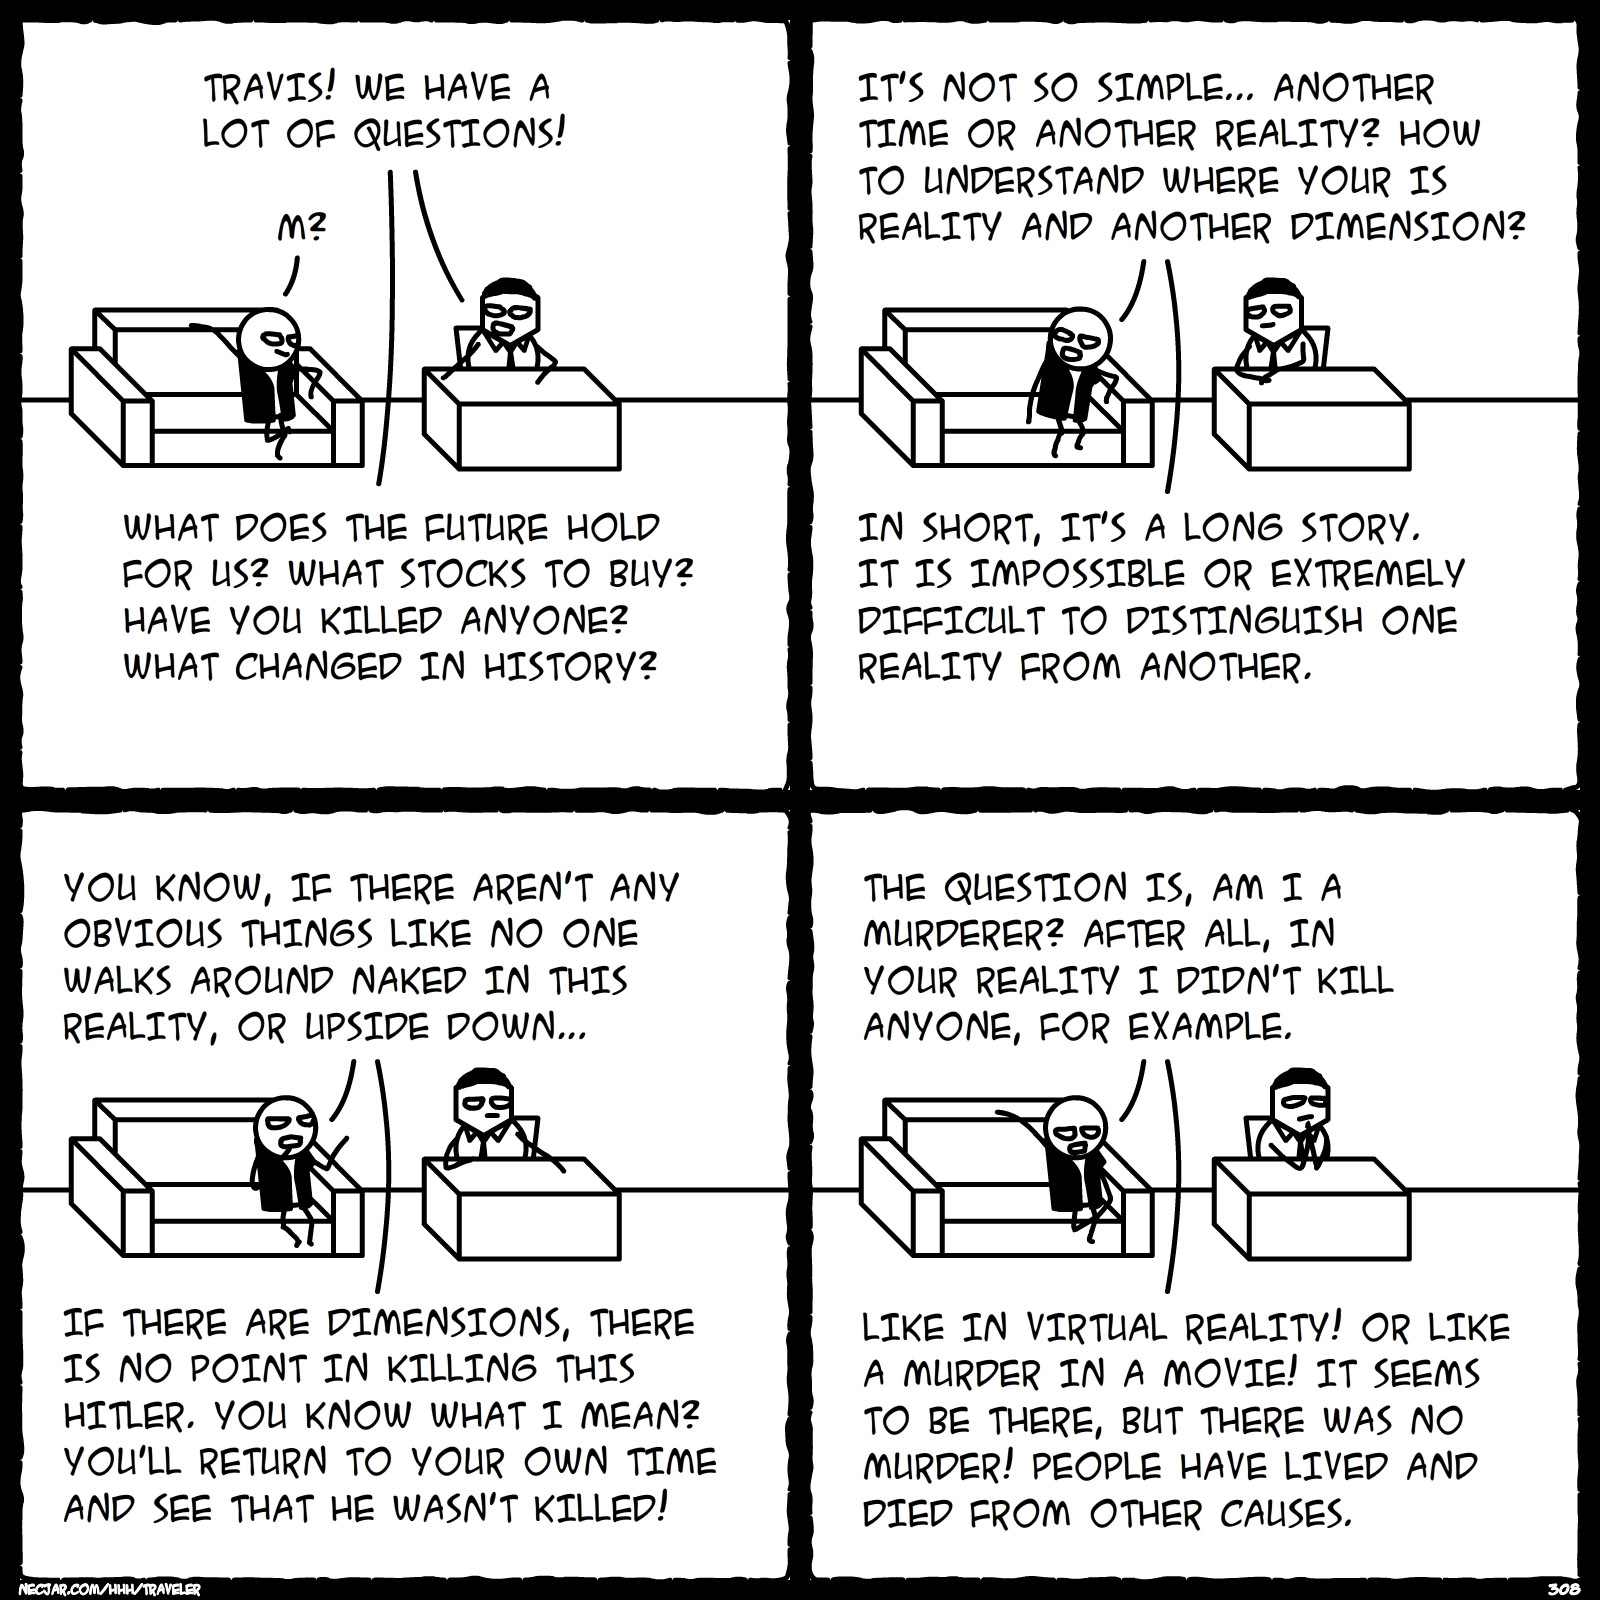 TRAVIS! WE HAVE A
LOT OF QUESTIONS!
M?
WHAT DOES THE FUTURE HOLD
FOR US? WHAT STOCKS TO BUY?
HAVE YOU KILLED ANYONE?
WHAT CHANGED IN HISTORY?
IT'S NOT SO SIMPLE... ANOTHER
TIME OR ANOTHER REALITY? HOW
TO UNDERSTAND WHERE YOUR IS
REALITY AND ANOTHER DIMENSION?
IN SHORT, IT'S A LONG STORY.
IT IS IMPOSSIBLE OR EXTREMELY
DIFFICULT TO DISTINGUISH ONE
REALITY FROM ANOTHER.
YOU KNOW, IF THERE AREN'T ANY
OBVIOUS THINGS LIKE NO ONE
WALKS AROUND NAKED IN THIS
REALITY, OR UPSIDE DOWN...
IF THERE ARE DIMENSIONS, THERE
IS NO POINT IN KILLING THIS
HITLER. YOU KNOW WHAT I MEAN?
YOU'LL RETURN TO YOUR OWN TIME
AND SEE THAT HE WASN'T KILLED!
THE QUESTION IS, AM I A
MURDERER? AFTER ALL, IN
YOUR REALITY I DIDN'T KILL
ANYONE, FOR EXAMPLE.
LIKE IN VIRTUAL REALITY! OR LIKE
A MURDER IN A MOVIE! IT SEEMS
TO BE THERE, BUT THERE WAS NO
MURDER! PEOPLE HAVE LIVED AND
DIED FROM OTHER CAUSES.
NECJAR.COM/HHH/TRAVELER
308